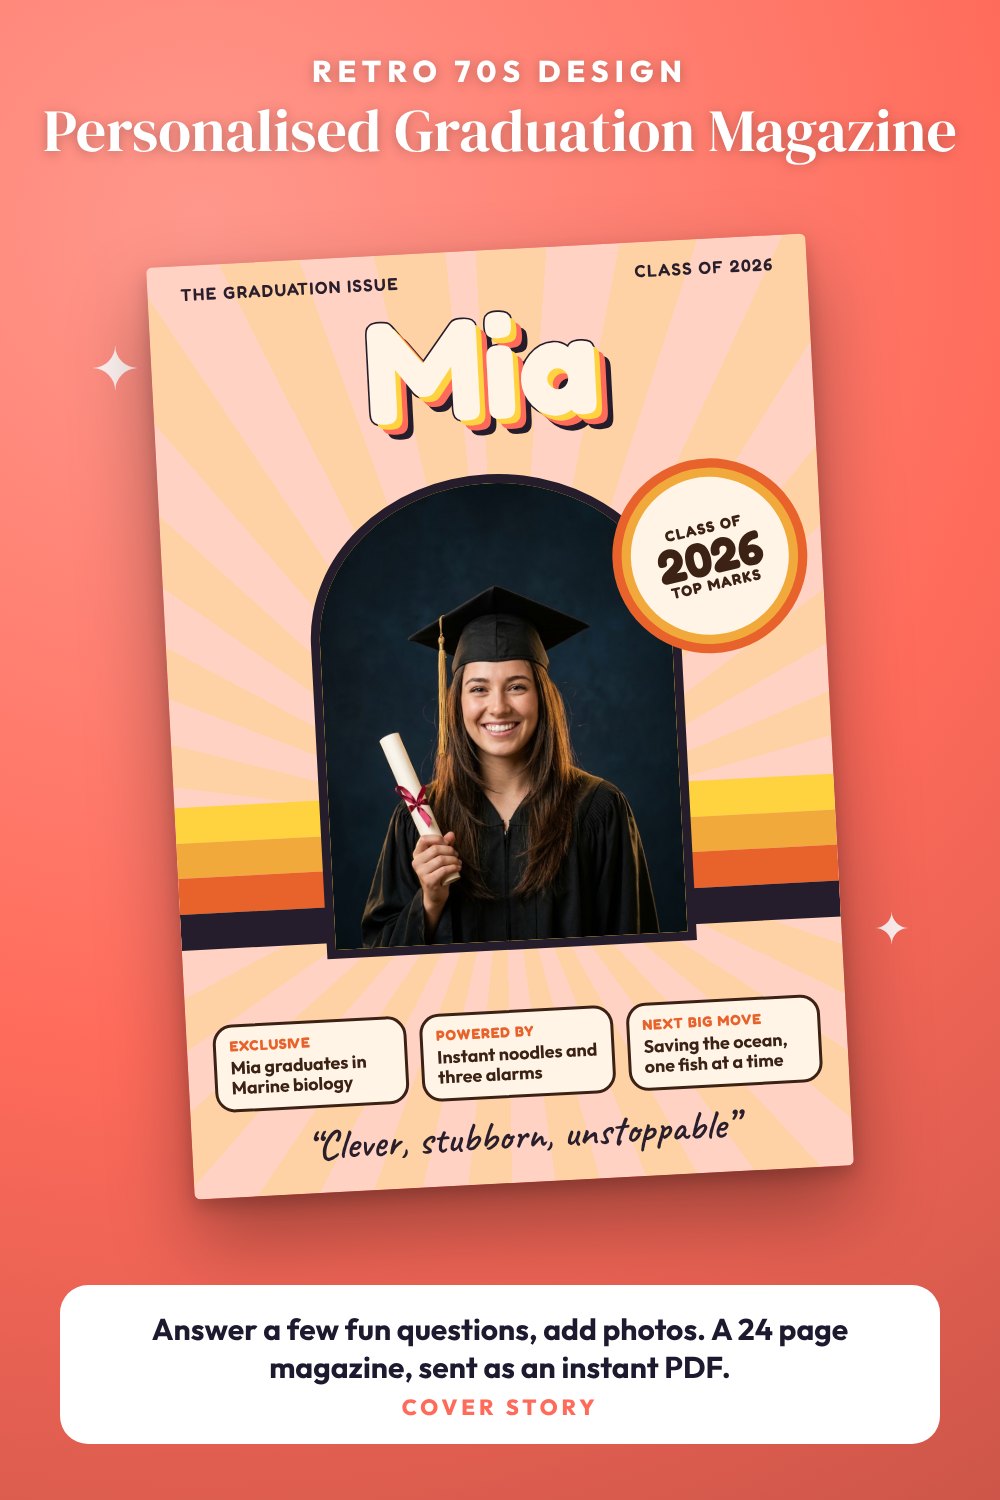 RETRO 70S DESIGN
Personalised Graduation Magazine
THE GRADUATION ISSUE
CLASS OF 2026
Mia
CLASS OF
2026
TOP MARKS
EXCLUSIVE
Mia graduates in
Marine biology
POWERED BY
Instant noodles and
three alarms
NEXT BIG MOVE
Saving the ocean,
one fish at a time
“Clever, stubborn, unstoppable”
Answer a few fun questions, add photos. A 24 page
magazine, sent as an instant PDF.
COVER STORY